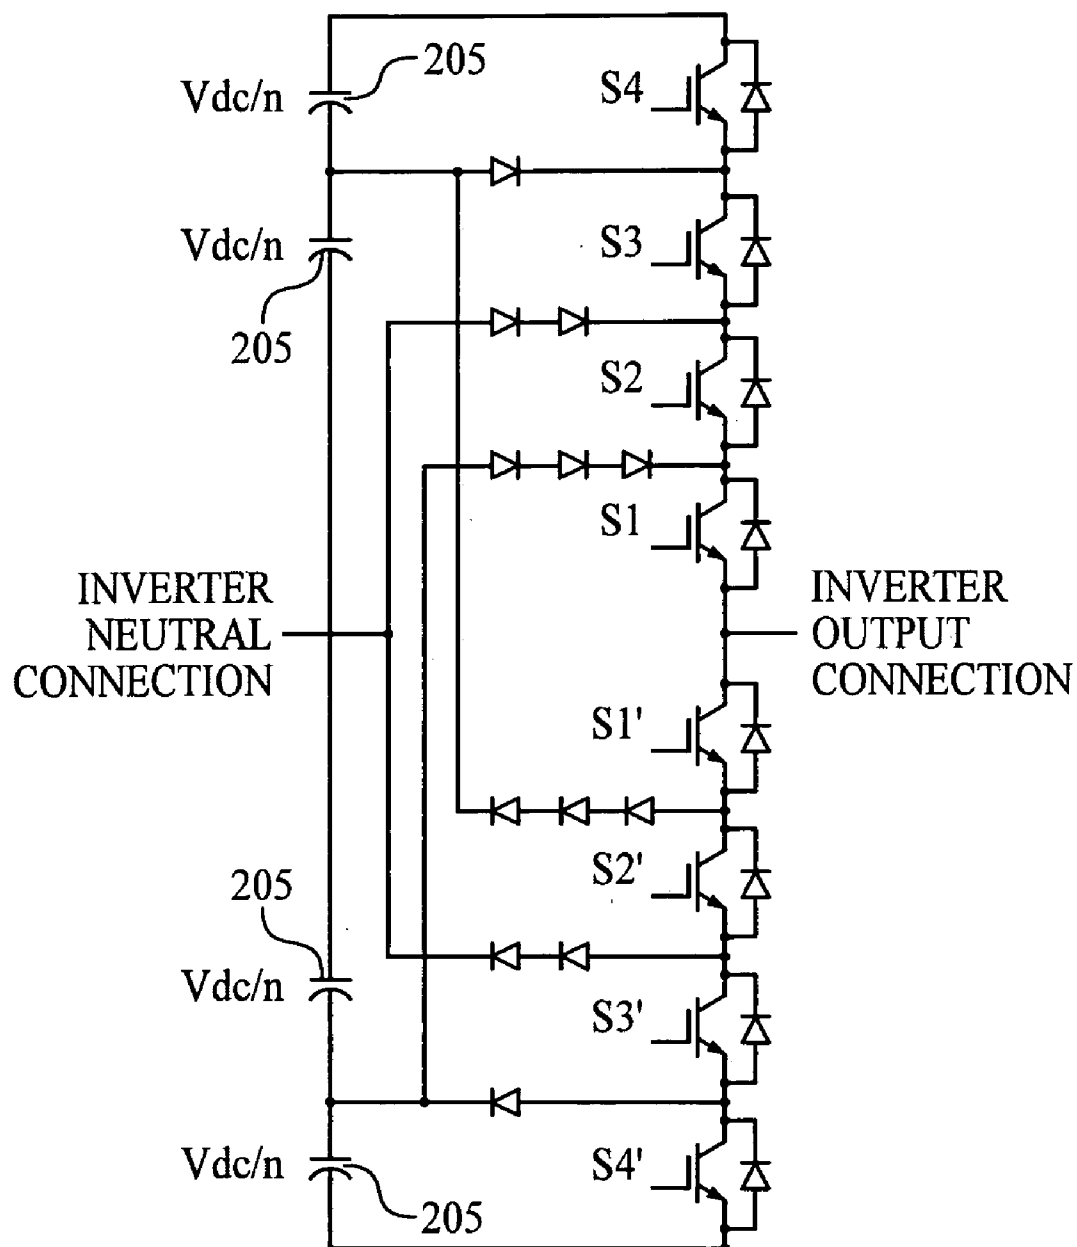 205
Vdc/n
S4
Vdc/n
S3
205
S2
S1
INVERTER
NEUTRAL
CONNECTION
INVERTER
OUTPUT
CONNECTION
S1'
S2'
205
Vdc/n
S3'
Vdc/n
S4'
205